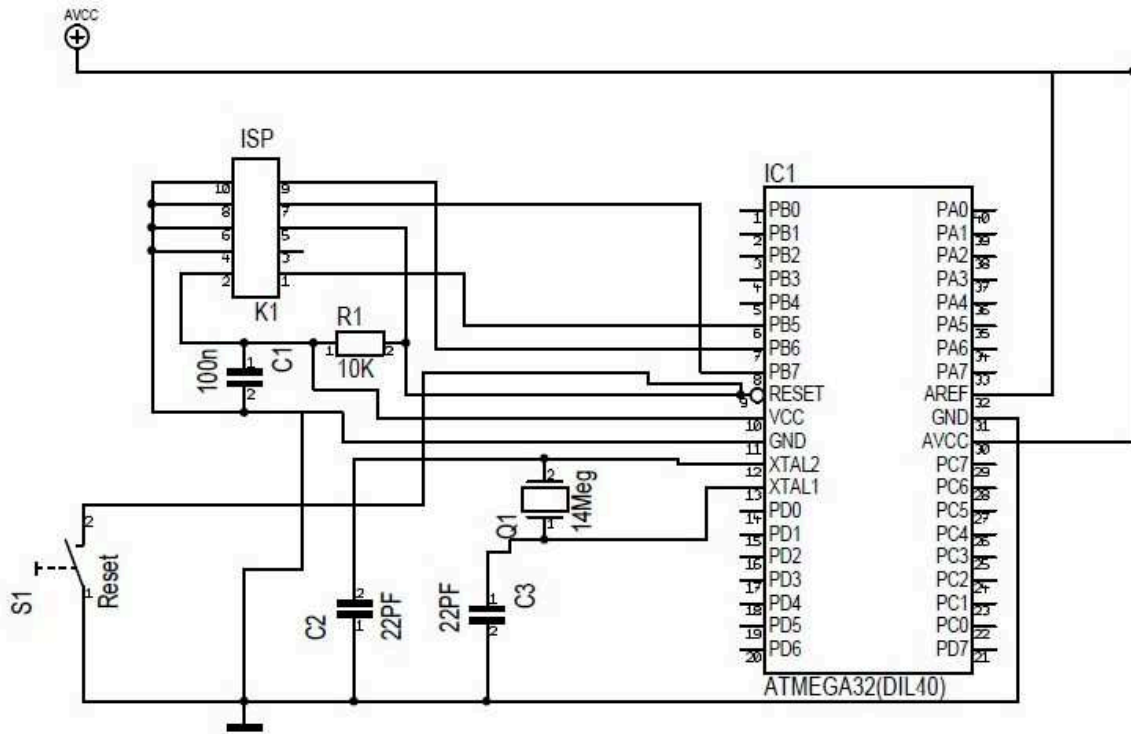 AVCC
ISP
10 9
8 7
6 5
4 3
2 1
K1
R1
1 2
10K
100n
1
2
C1
IC1
1 PB0 PA0 40
2 PB1 PA1 39
3 PB2 PA2 38
4 PB3 PA3 37
5 PB4 PA4 36
6 PB5 PA5 35
7 PB6 PA6 34
8 PB7 PA7 33
9 RESET AREF 32
10 VCC GND 31
11 GND AVCC 30
12 XTAL2 PC7 29
13 XTAL1 PC6 28
14 PD0 PC5 27
15 PD1 PC4 26
16 PD2 PC3 25
17 PD3 PC2 24
18 PD4 PC1 23
19 PD5 PC0 22
20 PD6 PD7 21
ATMEGA32(DIL40)
2
1
Q1
14Meg
S1
2
1
Reset
C2
2
1
22PF
22PF
1
2
C3